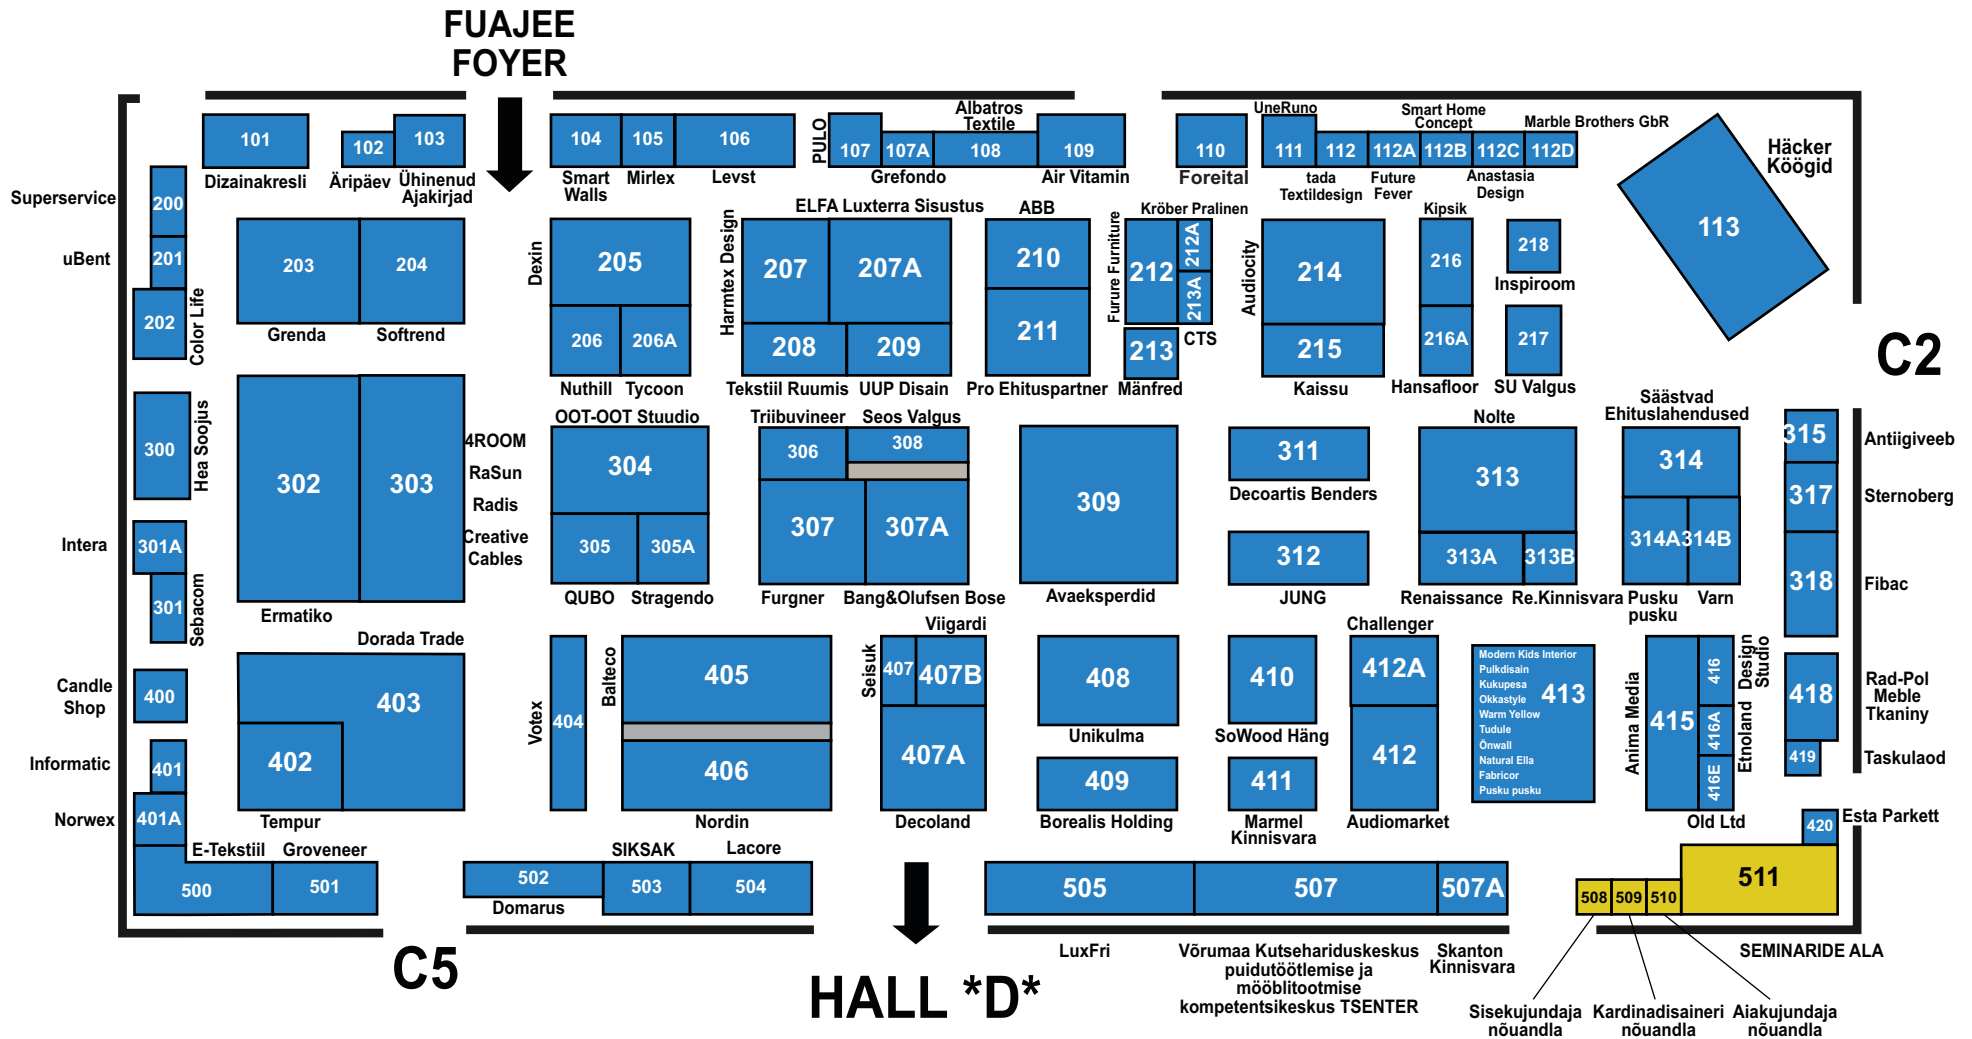 FUAJEE
FOYER
101
Dizainakresli
102
Äripäev
103
Ühinenud
Ajakirjad
104
Smart
Walls
105
Mirlex
106
Levst
PULO
107
107A
Grefondo
Albatros
Textile
108
109
Air Vitamin
110
Foreital
UneRuno
111
112
tada
Textildesign
112A
Future
Fever
Smart Home
Concept
112B
112C
Anastasia
Design
Marble Brothers GbR
112D
Häcker
Köögid
113
C2
Superservice
200
uBent
201
202
Color Life
203
Grenda
204
Softrend
Dexin
205
206
Nuthill
206A
Tycoon
Harmtex Design
207
ELFA Luxterra Sisustus
207A
208
Tekstiil Ruumis
209
UUP Disain
ABB
210
211
Pro Ehituspartner
Furure Furniture
212
Kröber Pralinen
212A
213A
CTS
213
Mänfred
Audiocity
214
215
Kaissu
Kipsik
216
216A
Hansafloor
218
Inspiroom
217
SU Valgus
300
Hea Soojus
Intera
301A
301
Sebacom
302
Ermatiko
303
4ROOM
RaSun
Radis
Creative
Cables
OOT-OOT Stuudio
304
305
QUBO
305A
Stragendo
Triibuvineer
306
Seos Valgus
308
307
Furgner
307A
Bang&Olufsen Bose
309
Avaeksperdid
311
Decoartis Benders
312
JUNG
Nolte
313
313A
Renaissance
313B
Re.Kinnisvara
Säästvad
Ehituslahendused
314
314A
Pusku
pusku
314B
Varn
315
Antiigiveeb
317
Sternoberg
318
Fibac
Candle
Shop
400
Informatic
401
Norwex
401A
Dorada Trade
403
402
Tempur
Votex
404
Balteco
405
406
Nordin
Seisuk
407
Viigardi
407B
407A
Decoland
408
Unikulma
409
Borealis Holding
410
SoWood Häng
411
Marmel
Kinnisvara
Challenger
412A
412
Audiomarket
Modern Kids Interior
Pulkdisain
Kukupesa
Okkastyle
Warm Yellow
Tudule
Önwall
Natural Ella
Fabricor
Pusku pusku
413
Anima Media
415
416
Design
Studio
416A
Etnoland
416E
Old Ltd
418
Rad-Pol
Meble
Tkaniny
419
Taskulaod
420
Esta Parkett
E-Tekstiil
500
Groveneer
501
502
Domarus
SIKSAK
503
Lacore
504
505
LuxFri
507
Võrumaa Kutsehariduskeskus
puidutöötlemise ja
mööblitootmise
kompetentsikeskus TSENTER
507A
Skanton
Kinnisvara
508
509
510
511
SEMINARIDE ALA
Sisekujundaja
nõuandla
Kardinadisaineri
nõuandla
Aiakujundaja
nõuandla
C5
HALL *D*